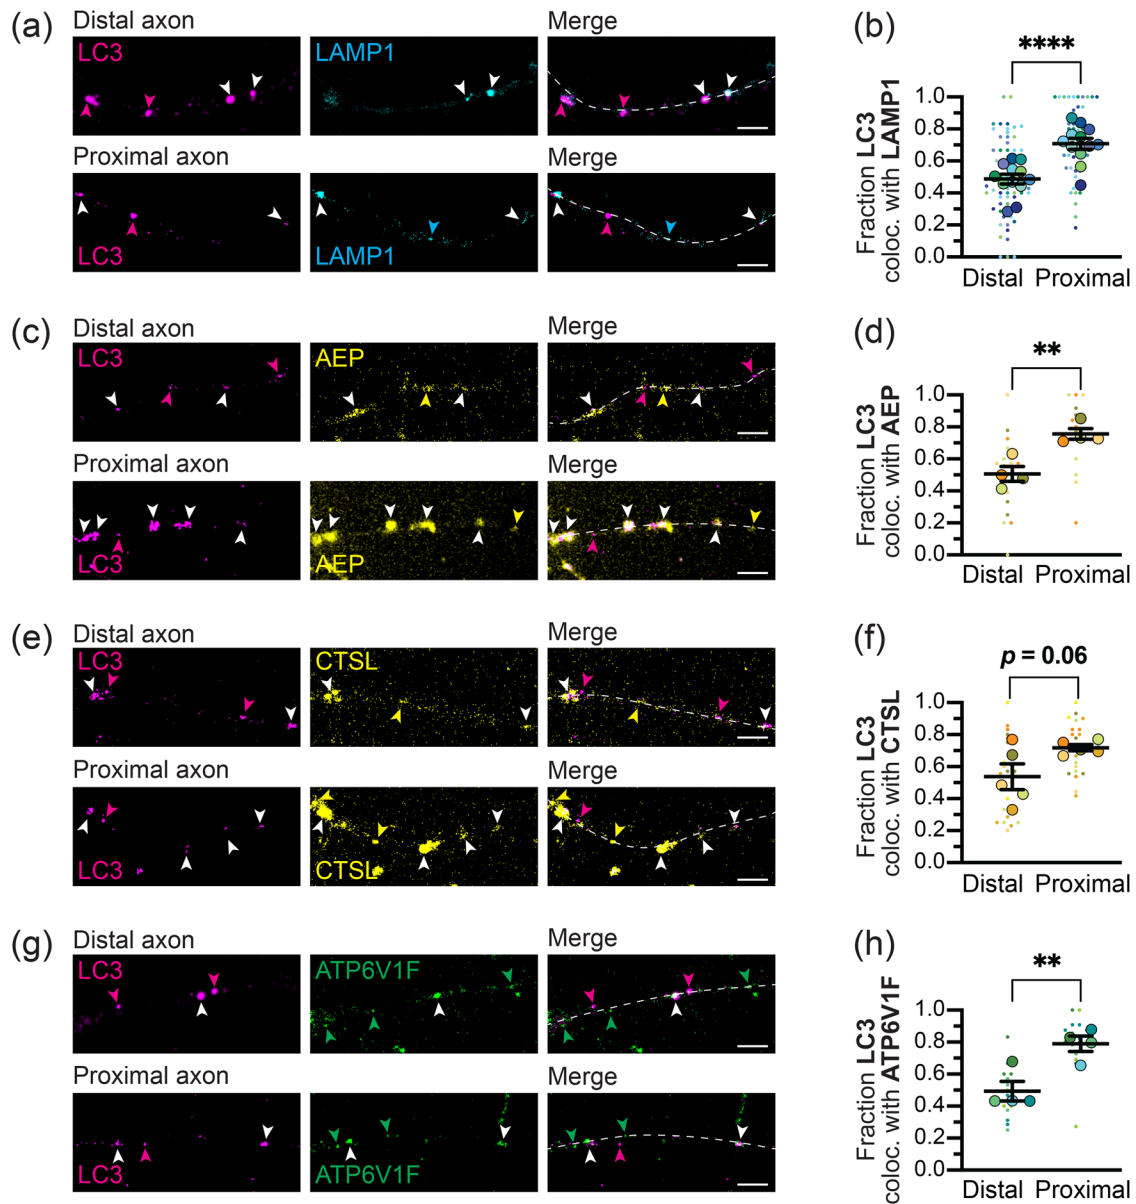 (a)
Distal axon
Merge
LC3
LAMP1
Proximal axon
LC3
LAMP1
(b)
****
Fraction LC3
coloc. with LAMP1
1.0
0.8
0.6
0.4
0.2
0.0
Distal Proximal
(c)
Distal axon
Merge
LC3
AEP
Proximal axon
LC3
AEP
(d)
**
Fraction LC3
coloc. with AEP
1.0
0.8
0.6
0.4
0.2
0.0
Distal Proximal
(e)
Distal axon
Merge
LC3
CTSL
Proximal axon
LC3
CTSL
(f)
p = 0.06
Fraction LC3
coloc. with CTSL
1.0
0.8
0.6
0.4
0.2
0.0
Distal Proximal
(g)
Distal axon
Merge
LC3
ATP6V1F
Proximal axon
LC3
ATP6V1F
(h)
**
Fraction LC3
coloc. with ATP6V1F
1.0
0.8
0.6
0.4
0.2
0.0
Distal Proximal